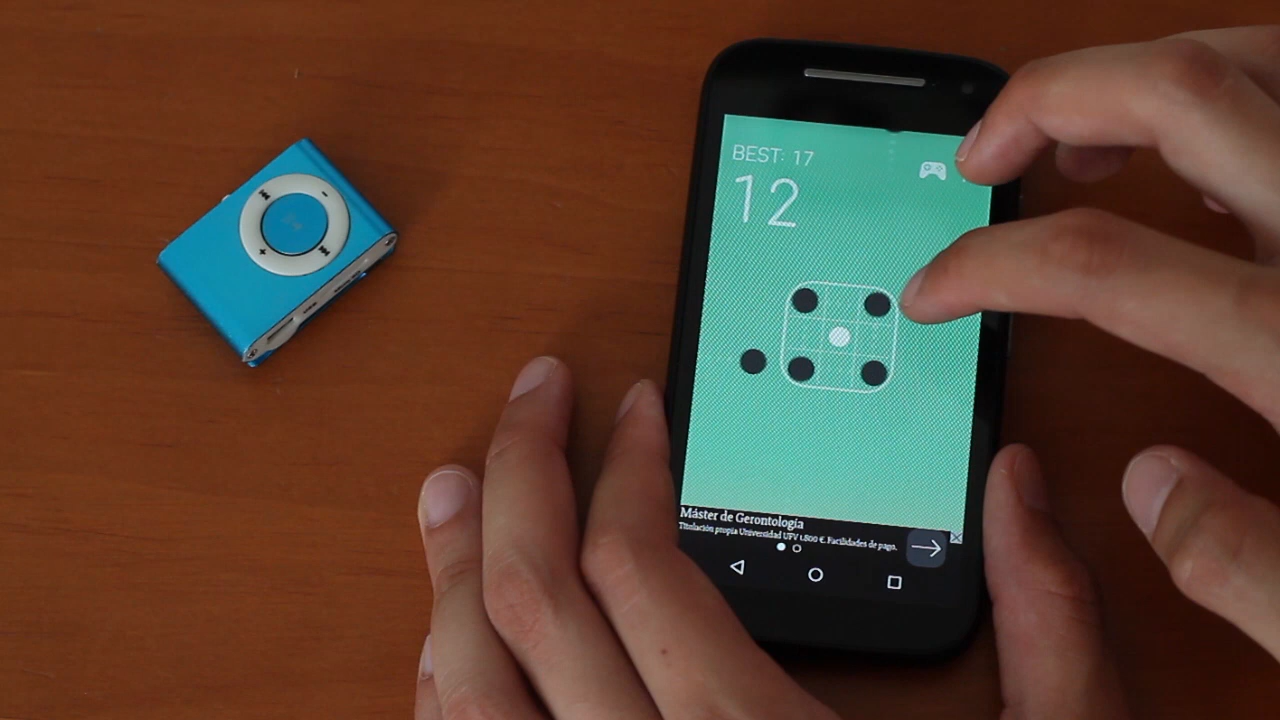 BEST: 17
12
Máster de Gerontología
Titulación propia Universidad UFV 1.800 €. Facilidades de pago.